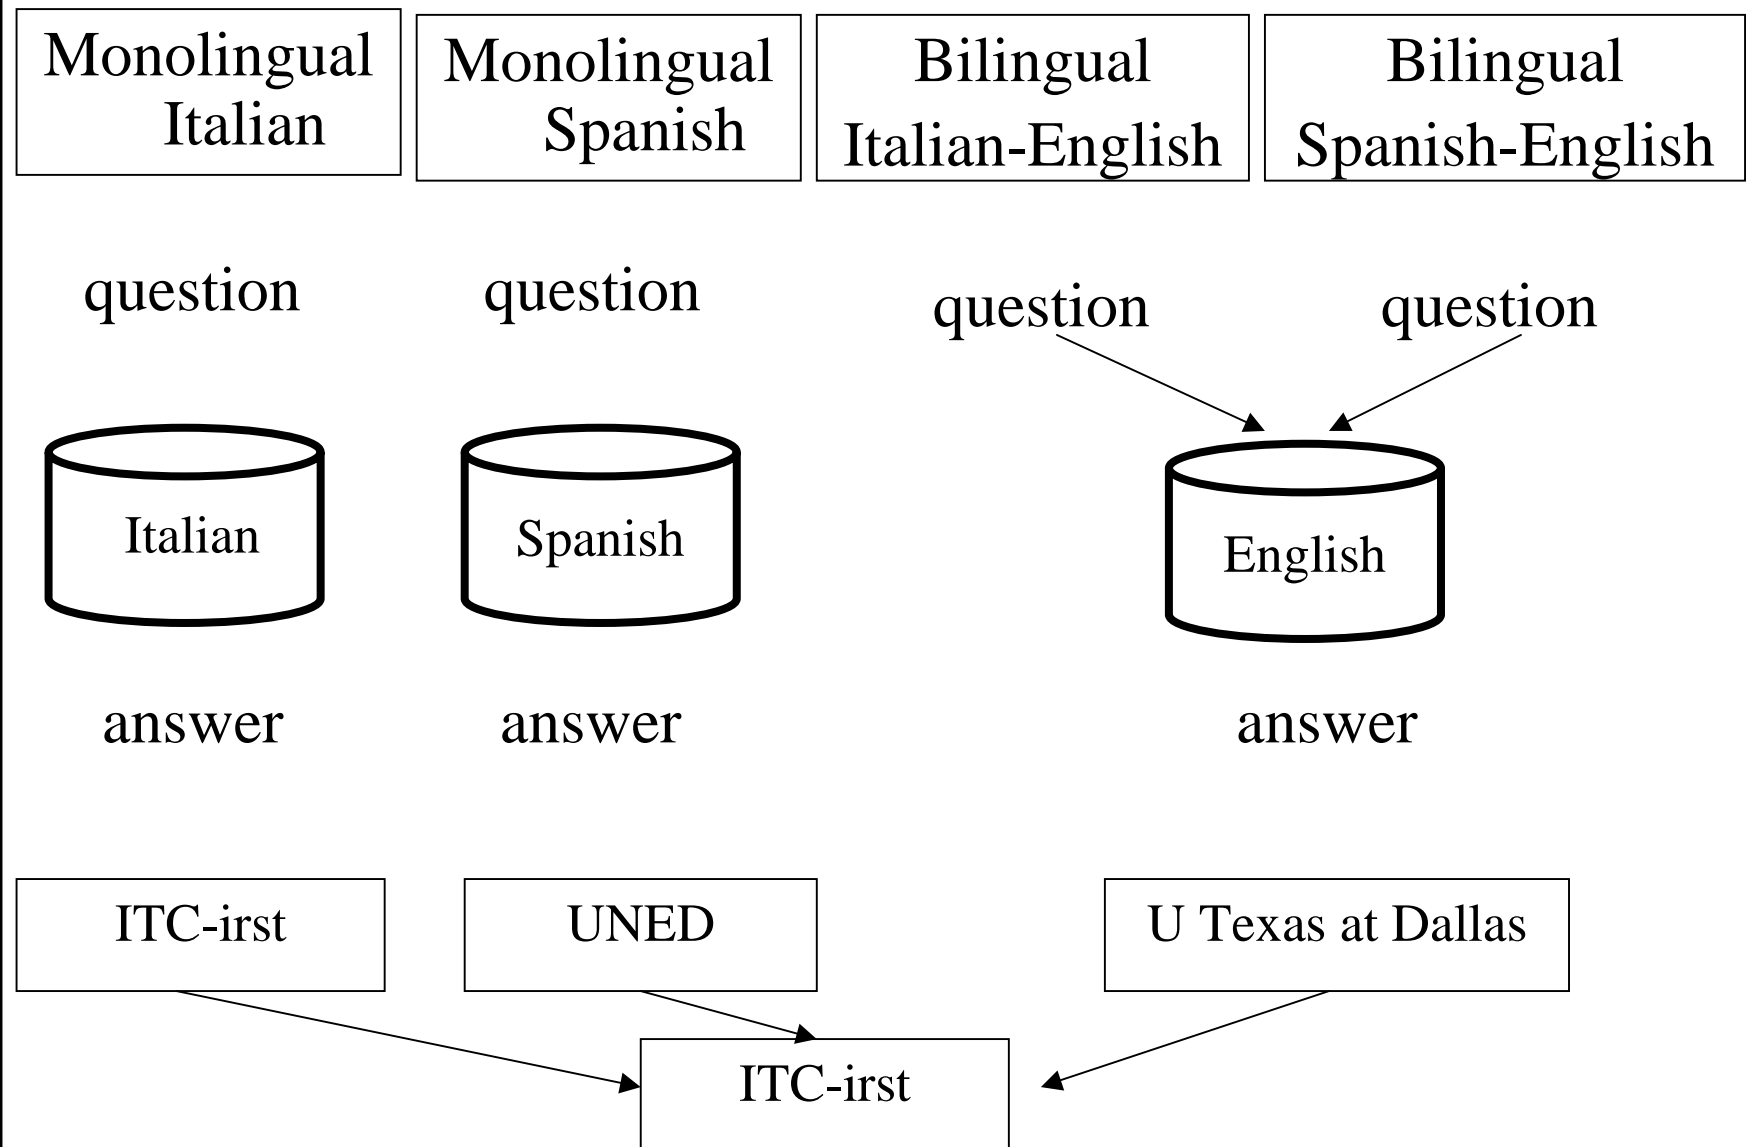 Monolingual
Italian
Monolingual
Spanish
Bilingual
Italian-English
Bilingual
Spanish-English
question
question
question
question
Italian
Spanish
English
answer
answer
answer
ITC-irst
UNED
U Texas at Dallas
ITC-irst